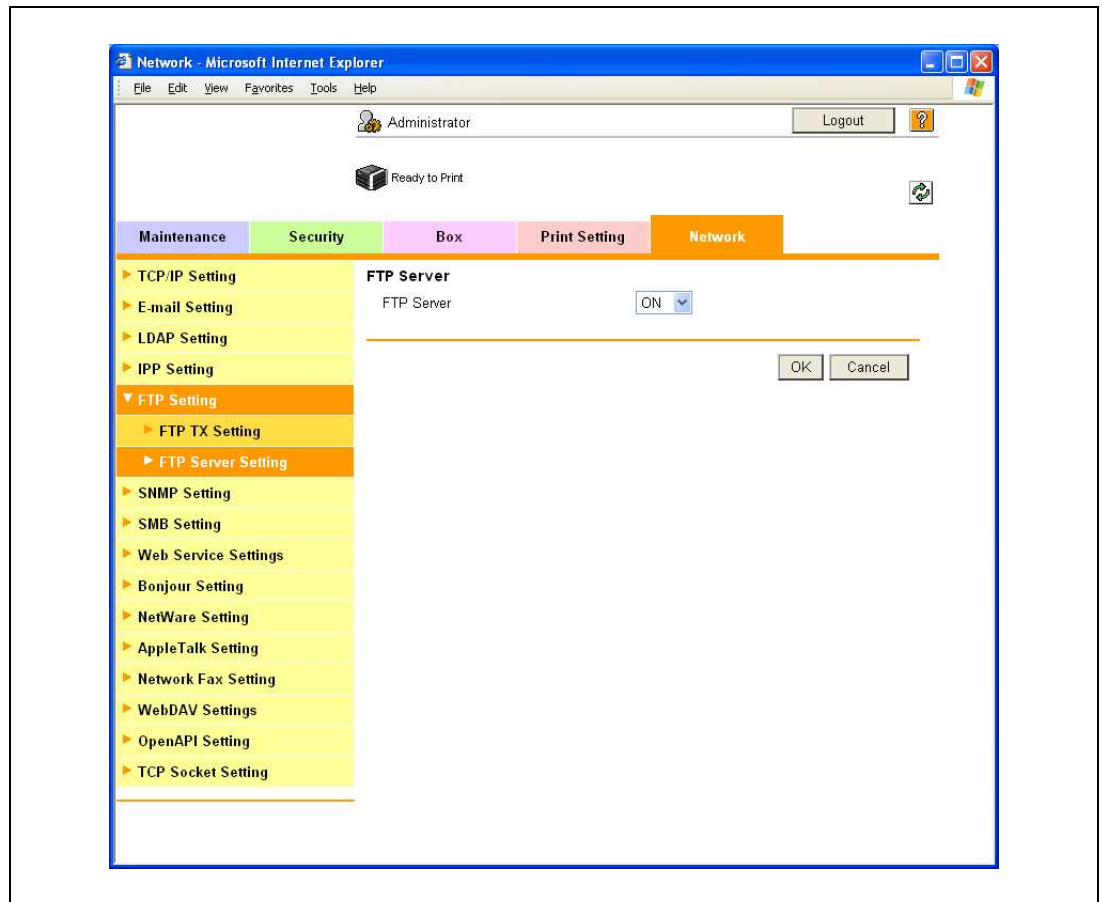 Network - Microsoft Internet Explorer
File Edit View Favorites Tools Help
Administrator
Logout
?
Ready to Print
Maintenance Security Box Print Setting Network
TCP/IP Setting
E-mail Setting
LDAP Setting
IPP Setting
FTP Setting
FTP TX Setting
FTP Server Setting
SNMP Setting
SMB Setting
Web Service Settings
Bonjour Setting
NetWare Setting
AppleTalk Setting
Network Fax Setting
WebDAV Settings
OpenAPI Setting
TCP Socket Setting
FTP Server
FTP Server ON
OK Cancel